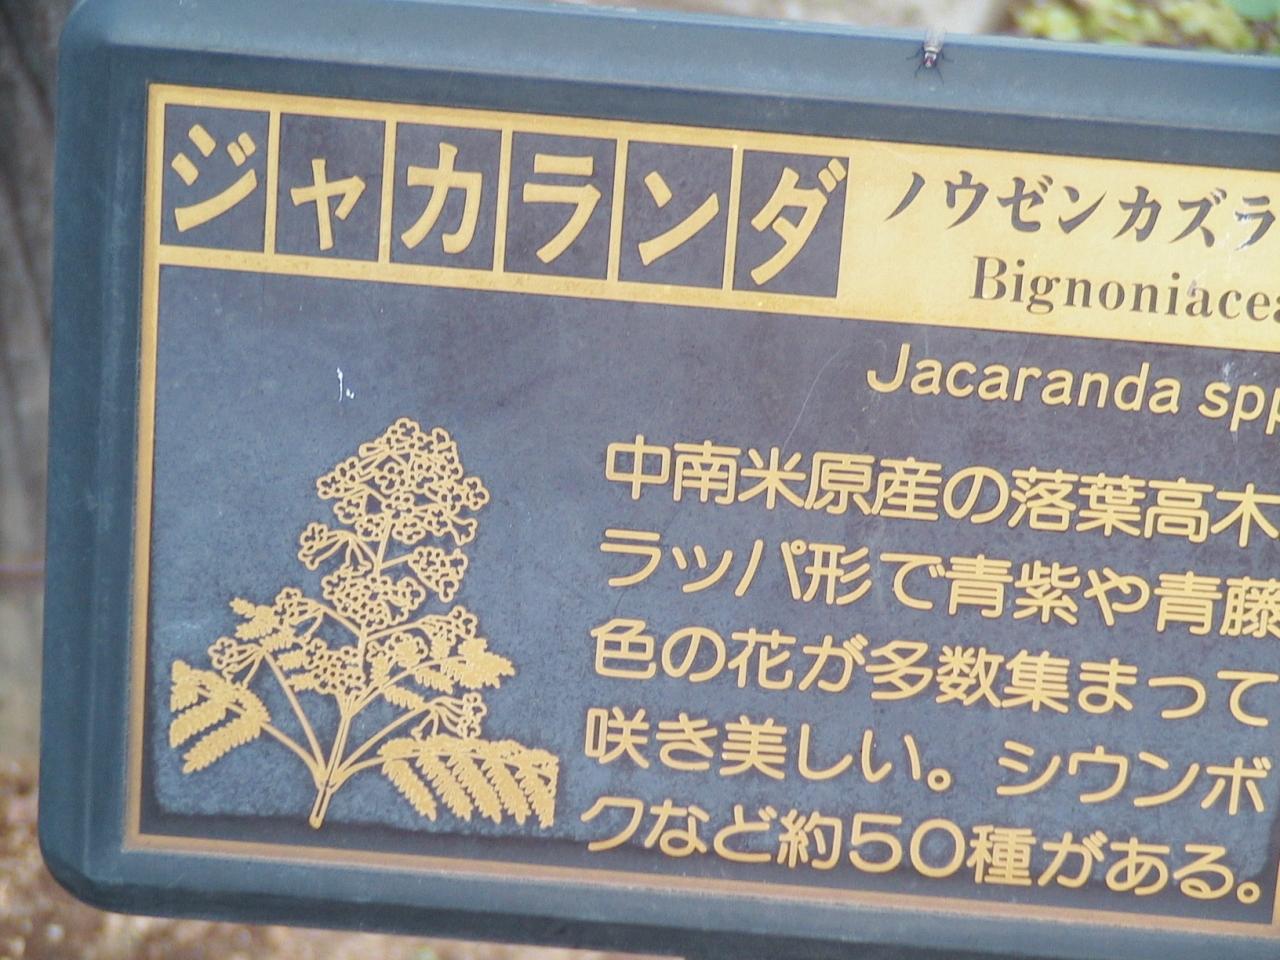 ジャカランダ
ノウゼンカズラ
Bignoniacea
Jacaranda spp
中南米原産の落葉高木
ラッパ形で青紫や青藤
色の花が多数集まって
咲き美しい。シウンボ
クなど約50種がある。